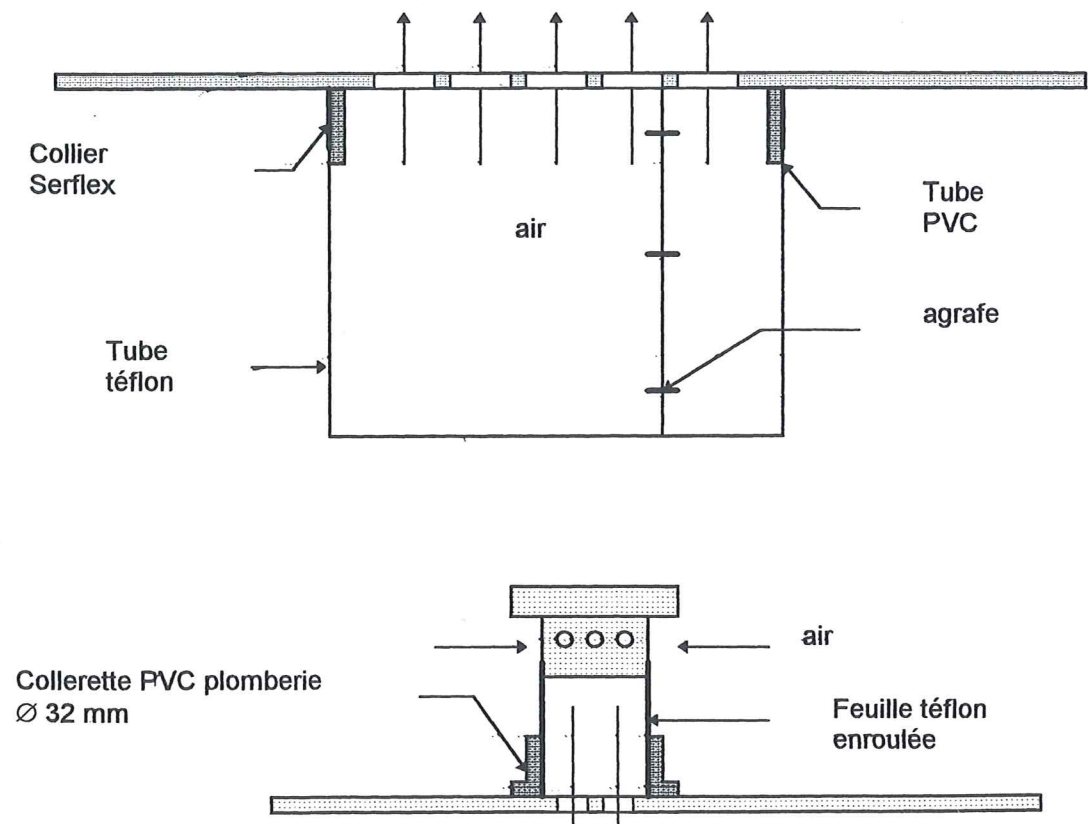 Collier
Serflex
Tube
PVC
air
agrafe
Tube
téflon
air
Collerette PVC plomberie
Ø 32 mm
Feuille téflon
enroulée